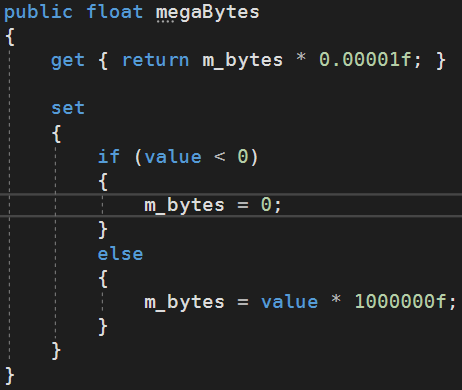 public float megaBytes
{
get { return m_bytes * 0.00001f; }
set
{
if (value < 0)
{
m_bytes = 0;
}
else
{
m_bytes = value * 1000000f;
}
}
}